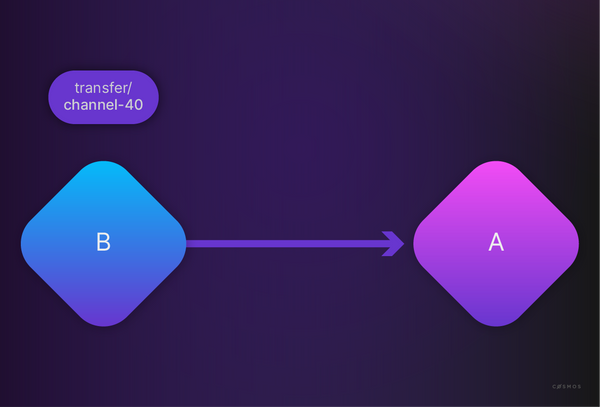 transfer/
channel-40
B
A
COSMOS